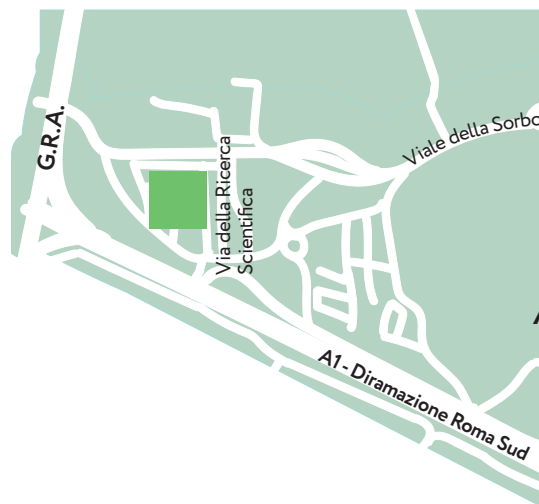 G.R.A.
Viale della Sorbo
Via della Ricerca
Scientifica
A1 - Diramazione Roma Sud